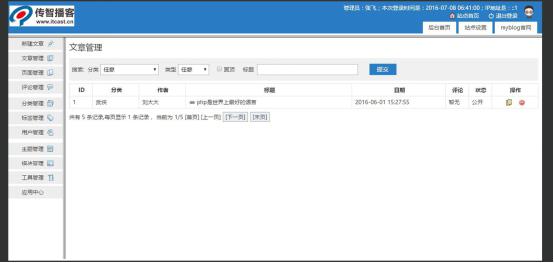 传智播客
www.itcast.cn
管理员：张飞；本次登录时间是：2016-07-08 06:41:00；IP地址是：::1
站点首页 退出登录
后台首页 站点设置 myblog官网
新建文章
文章管理
页面管理
评论管理
分类管理
标签管理
用户管理
主题管理
模块管理
工具管理
应用中心
文章管理
搜索: 分类 任意 类型 任意 置顶 标题 提交
ID 分类 作者 标题 日期 评论 状态 操作
1 刘大大 php是世界上最好的语言 2016-06-01 15:27:55 暂无 公开
共有 5 条记录,每页显示 1 条记录， 当前为 1/5 [首页] [上一页] [下一页] [末页]